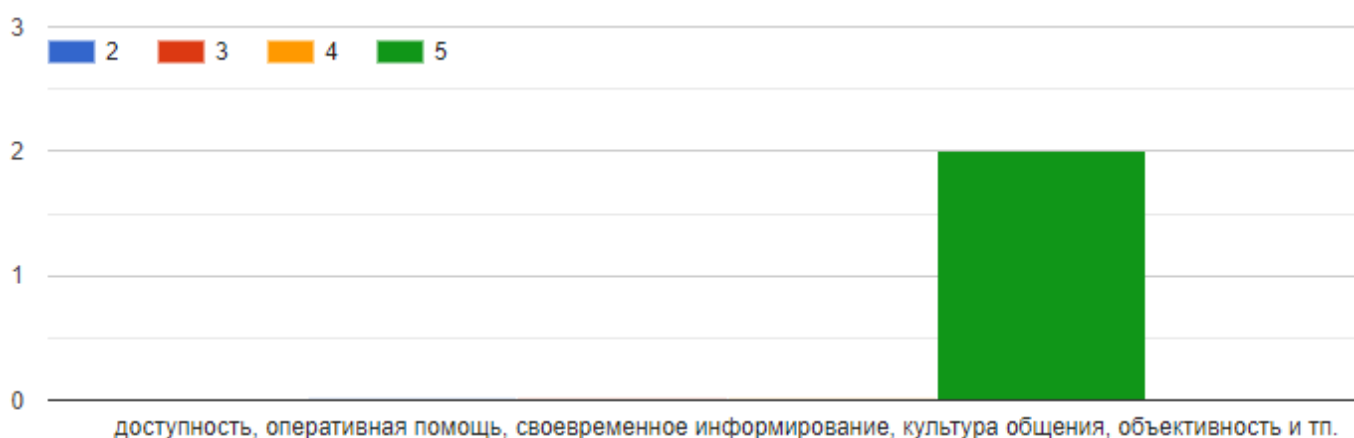 3
2 3 4 5
2
1
0
доступность, оперативная помощь, своевременное информирование, культура общения, объективность и тп.